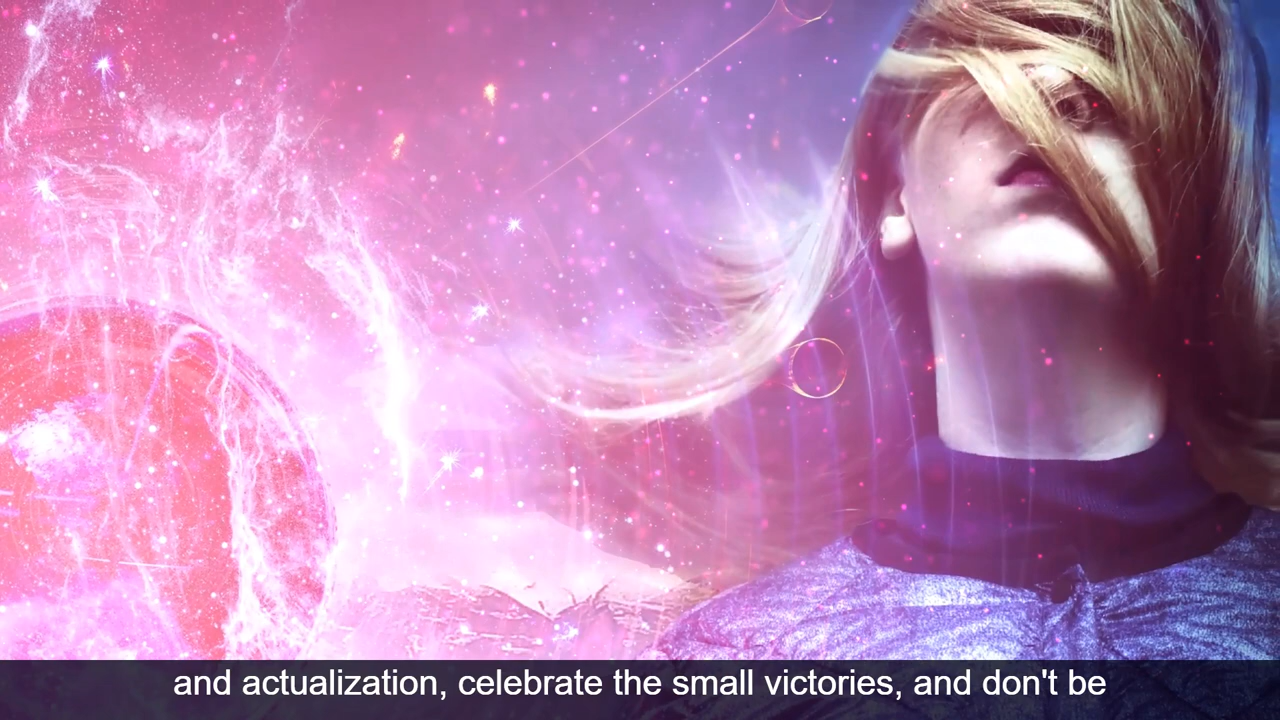 and actualization, celebrate the small victories, and don't be